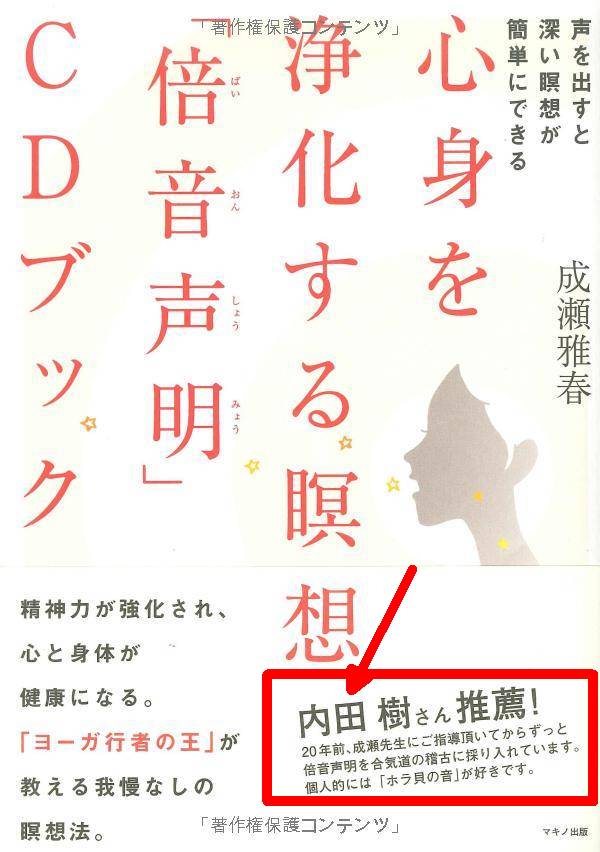 「著作権保護コンテンツ」
声を出すと
深い瞑想が
簡単にできる
心身を
浄化する瞑想
「倍音声明」
ばい
おん
しょう
みょう
CDブック
成瀬雅春
精神力が強化され、
心と身体が
健康になる。
「ヨーガ行者の王」が
教える我慢なしの
瞑想法。
内田 樹さん推薦!
20年前、成瀬先生にご指導頂いてからずっと
倍音声明を合気道の稽古に採り入れています。
個人的には「ホラ貝の音」が好きです。
「著作権保護コンテンツ」
マキノ出版